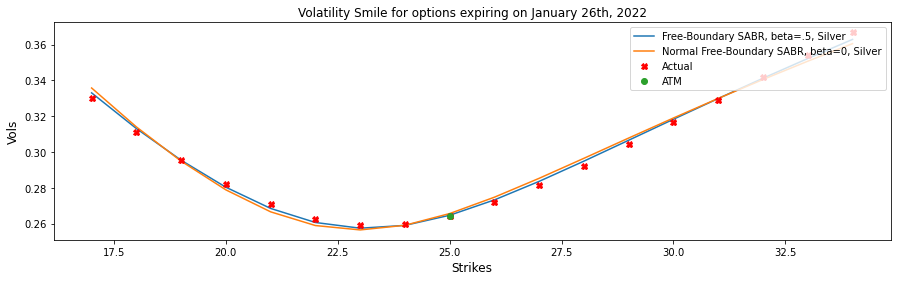 Volatility Smile for options expiring on January 26th, 2022
Free-Boundary SABR, beta=.5, Silver
Normal Free-Boundary SABR, beta=0, Silver
Actual
ATM
0.36
0.34
0.32
0.30
0.28
0.26
Vols
17.5
20.0
22.5
25.0
27.5
30.0
32.5
Strikes